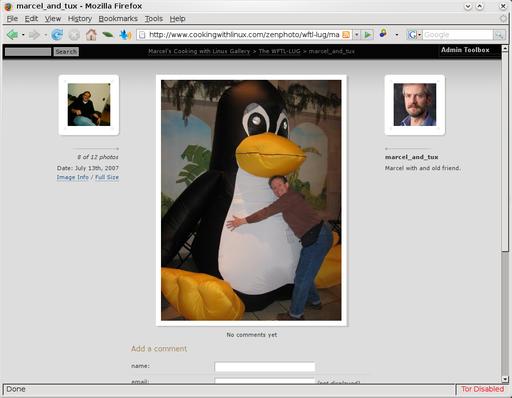 marcel_and_tux - Mozilla Firefox
File Edit View History Bookmarks Tools Help
http://www.cookingwithlinux.com/zenphoto/wftl-lug/ma
Google
Search
Marcel's Cooking with Linus Gallery > The WFTL-LUG > marcel_and_tux
Admin Toolbox
8 of 12 photos
Date: July 13th, 2007
Image Info / Full Size
marcel_and_tux
Marcel with and old friend.
No comments yet
Add a comment
name:
email:
(not displayed)
Done
Tor Disabled